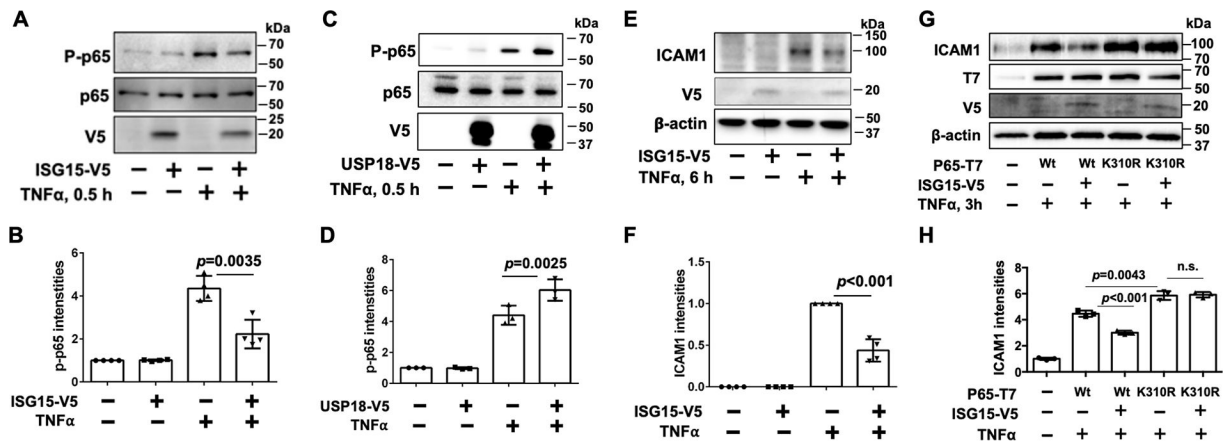 A
kDa
P-p65
70
50
p65
70
50
V5
25
20
ISG15-V5 − + − +
TNFα, 0.5 h − − + +
B
p-p65 intenstities
6
4
2
0
p=0.0035
ISG15-V5 − + − +
TNFα − − + +
C
kDa
P-p65
70
50
p65
70
50
V5
50
37
USP18-V5 − + − +
TNFα, 0.5 h − − + +
D
p-p65 intenstities
8
6
4
2
0
p=0.0025
USP18-V5 − + − +
TNFα − − + +
E
kDa
ICAM1
150
100
V5
20
β-actin
50
37
ISG15-V5 − + − +
TNFα, 6 h − − + +
F
ICAM1 intensities
1.5
1.0
0.5
0.0
p<0.001
ISG15-V5 − + − +
TNFα − − + +
G
kDa
ICAM1
100
70
T7
70
50
V5
20
β-actin
50
37
P65-T7 − Wt Wt K310R K310R
ISG15-V5 − − + − +
TNFα, 3h − + + + +
H
ICAM1 intensities
8
6
4
2
0
p=0.0043
n.s.
p<0.001
P65-T7 − Wt Wt K310R K310R
ISG15-V5 − − + − +
TNFα − + + + +